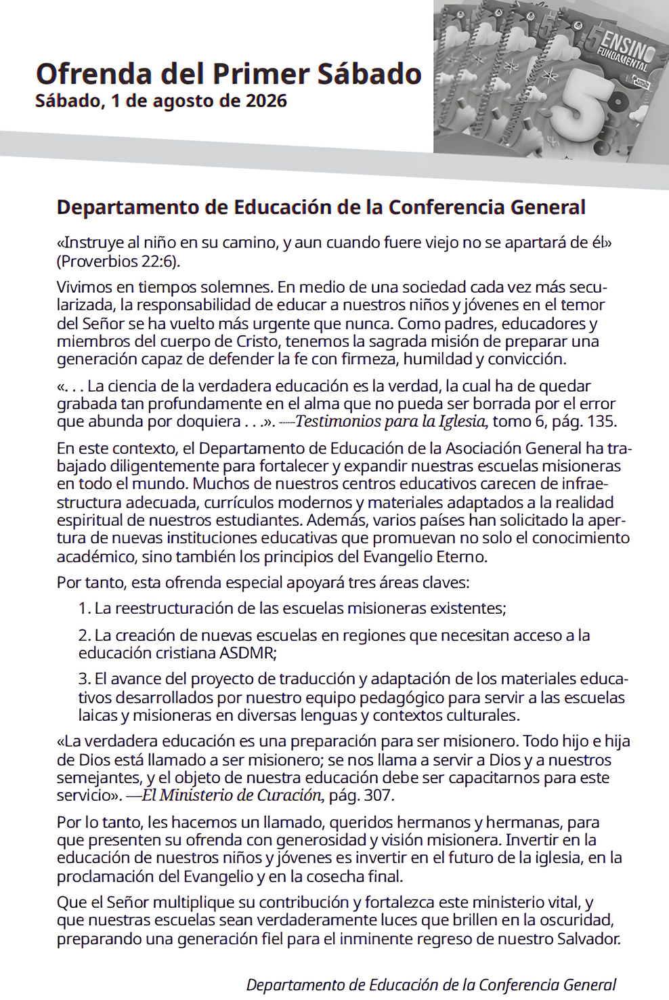 ENSINO
FUNDAMENTAL
5
Ofrenda del Primer Sábado
Sábado, 1 de agosto de 2026
Departamento de Educación de la Conferencia General
«Instruye al niño en su camino, y aun cuando fuere viejo no se apartará de él»
(Proverbios 22:6).
Vivimos en tiempos solemnes. En medio de una sociedad cada vez más secu-
larizada, la responsabilidad de educar a nuestros niños y jóvenes en el temor
del Señor se ha vuelto más urgente que nunca. Como padres, educadores y
miembros del cuerpo de Cristo, tenemos la sagrada misión de preparar una
generación capaz de defender la fe con firmeza, humildad y convicción.
«. . . La ciencia de la verdadera educación es la verdad, la cual ha de quedar
grabada tan profundamente en el alma que no pueda ser borrada por el error
que abunda por doquiera . . .». —Testimonios para la Iglesia, tomo 6, pág. 135.
En este contexto, el Departamento de Educación de la Asociación General ha tra-
bajado diligentemente para fortalecer y expandir nuestras escuelas misioneras
en todo el mundo. Muchos de nuestros centros educativos carecen de infrae-
structura adecuada, currículos modernos y materiales adaptados a la realidad
espiritual de nuestros estudiantes. Además, varios países han solicitado la aper-
tura de nuevas instituciones educativas que promuevan no solo el conocimiento
académico, sino también los principios del Evangelio Eterno.
Por tanto, esta ofrenda especial apoyará tres áreas claves:
1. La reestructuración de las escuelas misioneras existentes;
2. La creación de nuevas escuelas en regiones que necesitan acceso a la
educación cristiana ASDMR;
3. El avance del proyecto de traducción y adaptación de los materiales educa-
tivos desarrollados por nuestro equipo pedagógico para servir a las escuelas
laicas y misioneras en diversas lenguas y contextos culturales.
«La verdadera educación es una preparación para ser misionero. Todo hijo e hija
de Dios está llamado a ser misionero; se nos llama a servir a Dios y a nuestros
semejantes, y el objeto de nuestra educación debe ser capacitarnos para este
servicio». —El Ministerio de Curación, pág. 307.
Por lo tanto, les hacemos un llamado, queridos hermanos y hermanas, para
que presenten su ofrenda con generosidad y visión misionera. Invertir en la
educación de nuestros niños y jóvenes es invertir en el futuro de la iglesia, en la
proclamación del Evangelio y en la cosecha final.
Que el Señor multiplique su contribución y fortalezca este ministerio vital, y
que nuestras escuelas sean verdaderamente luces que brillen en la oscuridad,
preparando una generación fiel para el inminente regreso de nuestro Salvador.
Departamento de Educación de la Conferencia General